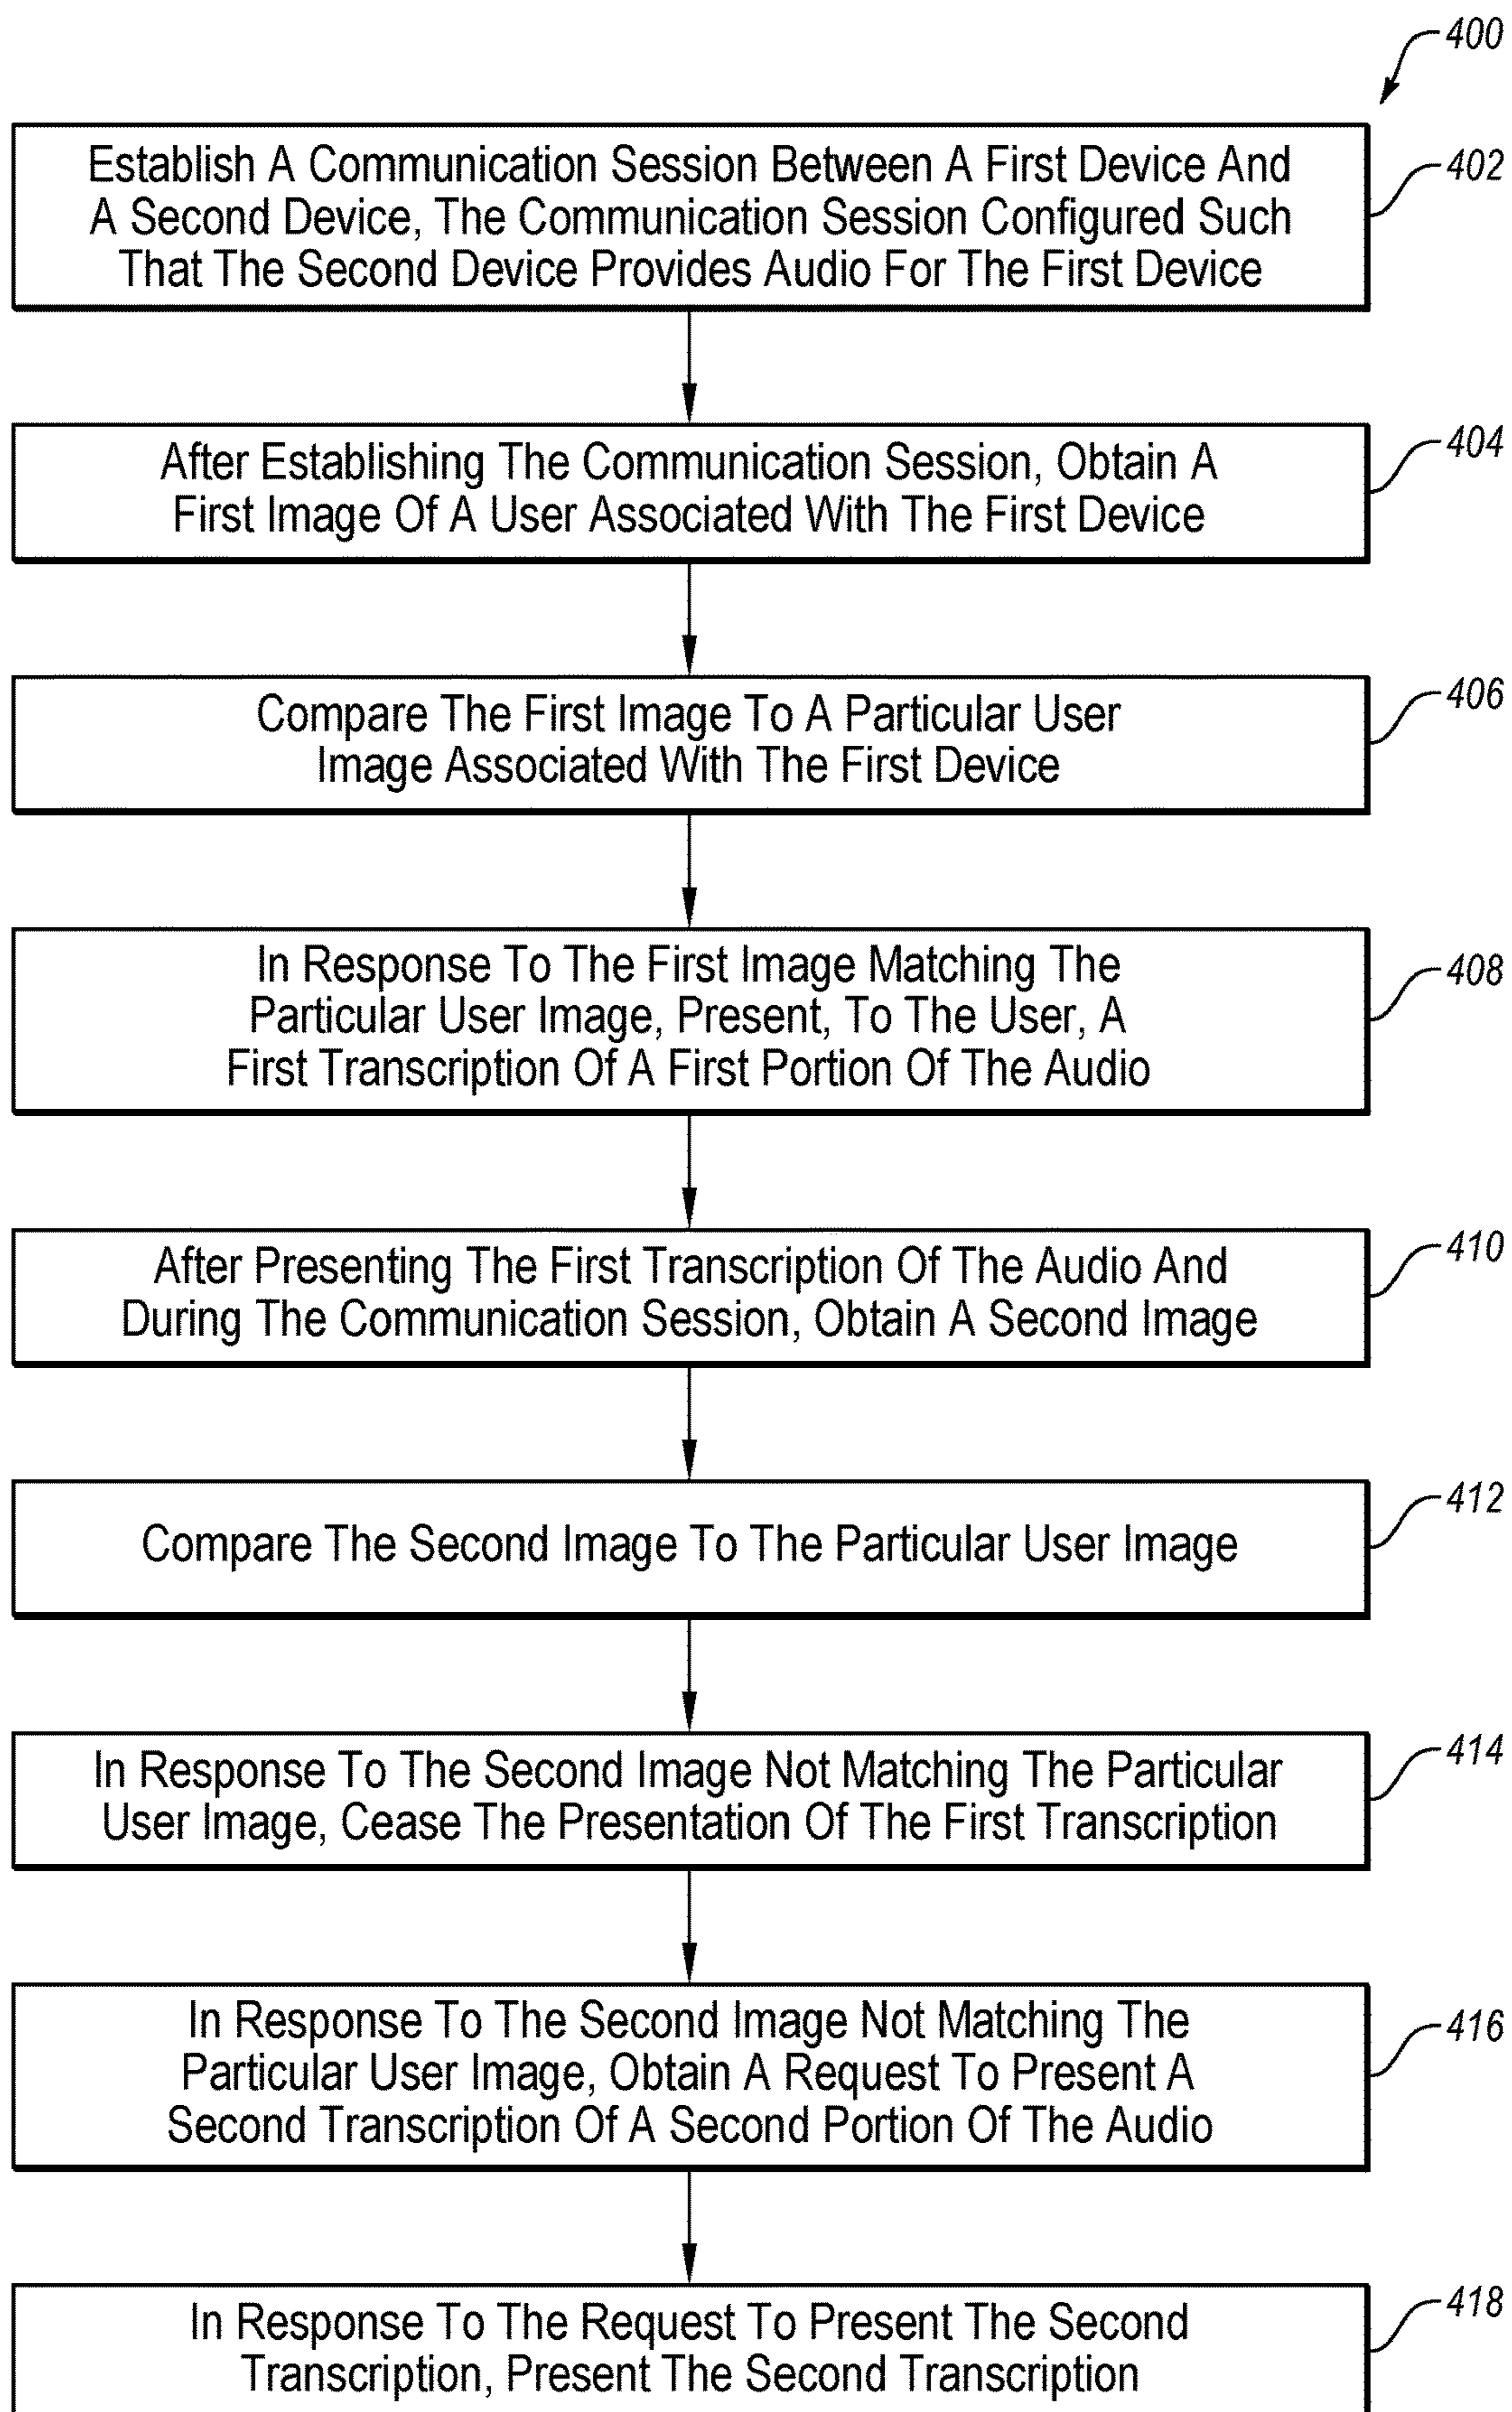 400
Establish A Communication Session Between A First Device And
A Second Device, The Communication Session Configured Such
That The Second Device Provides Audio For The First Device
402
After Establishing The Communication Session, Obtain A
First Image Of A User Associated With The First Device
404
Compare The First Image To A Particular User
Image Associated With The First Device
406
In Response To The First Image Matching The
Particular User Image, Present, To The User, A
First Transcription Of A First Portion Of The Audio
408
After Presenting The First Transcription Of The Audio And
During The Communication Session, Obtain A Second Image
410
Compare The Second Image To The Particular User Image
412
In Response To The Second Image Not Matching The Particular
User Image, Cease The Presentation Of The First Transcription
414
In Response To The Second Image Not Matching The
Particular User Image, Obtain A Request To Present A
Second Transcription Of A Second Portion Of The Audio
416
In Response To The Request To Present The Second
Transcription, Present The Second Transcription
418